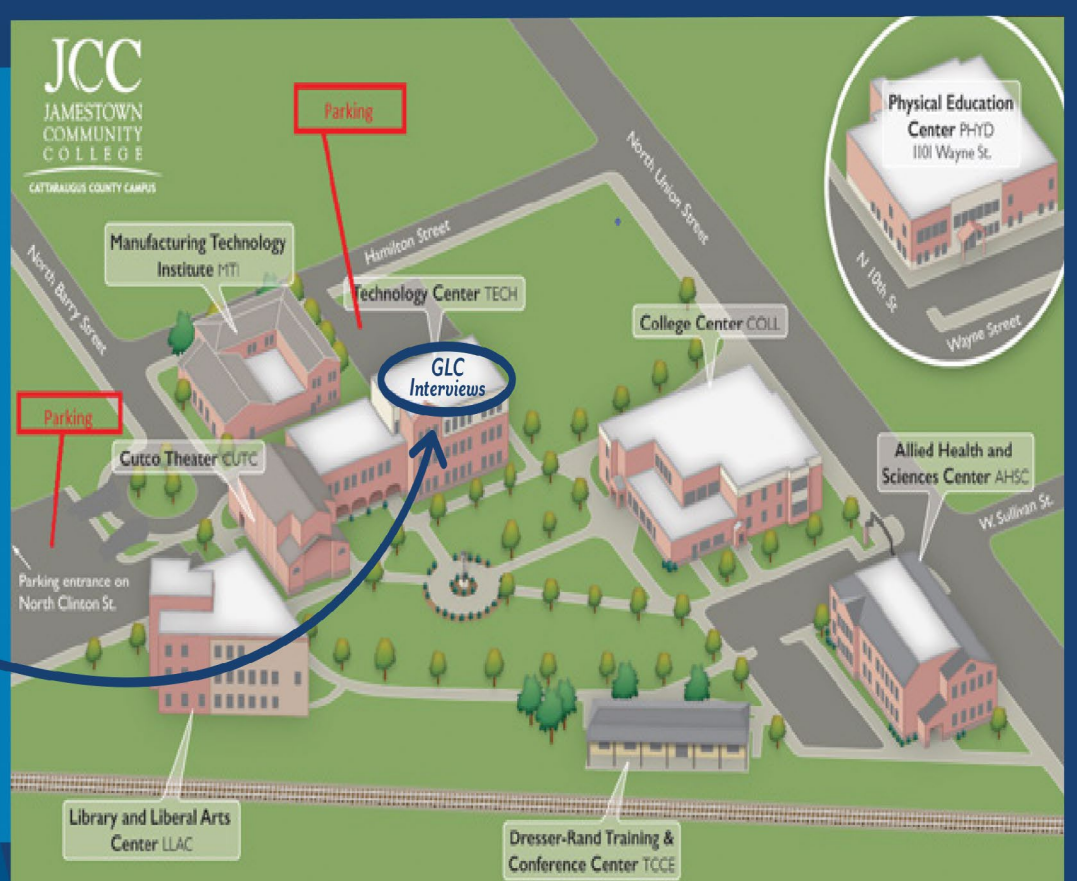 JCC
JAMESTOWN
COMMUNITY
COLLEGE
CATTARAUGUS COUNTY CAMPUS
Parking
Physical Education
Center PHYD
1101 Wayne St.
North Union Street
Hamilton Street
Manufacturing Technology
Institute MTI
North Barry Street
Technology Center TECH
N 10th St.
Wayne Street
College Center COLL
GLC
Interviews
Parking
Cutco Theater CUTC
Allied Health and
Sciences Center AHSC
W. Sullivan St.
Parking entrance on
North Clinton St.
Library and Liberal Arts
Center LLAC
Dresser-Rand Training &
Conference Center TCCE